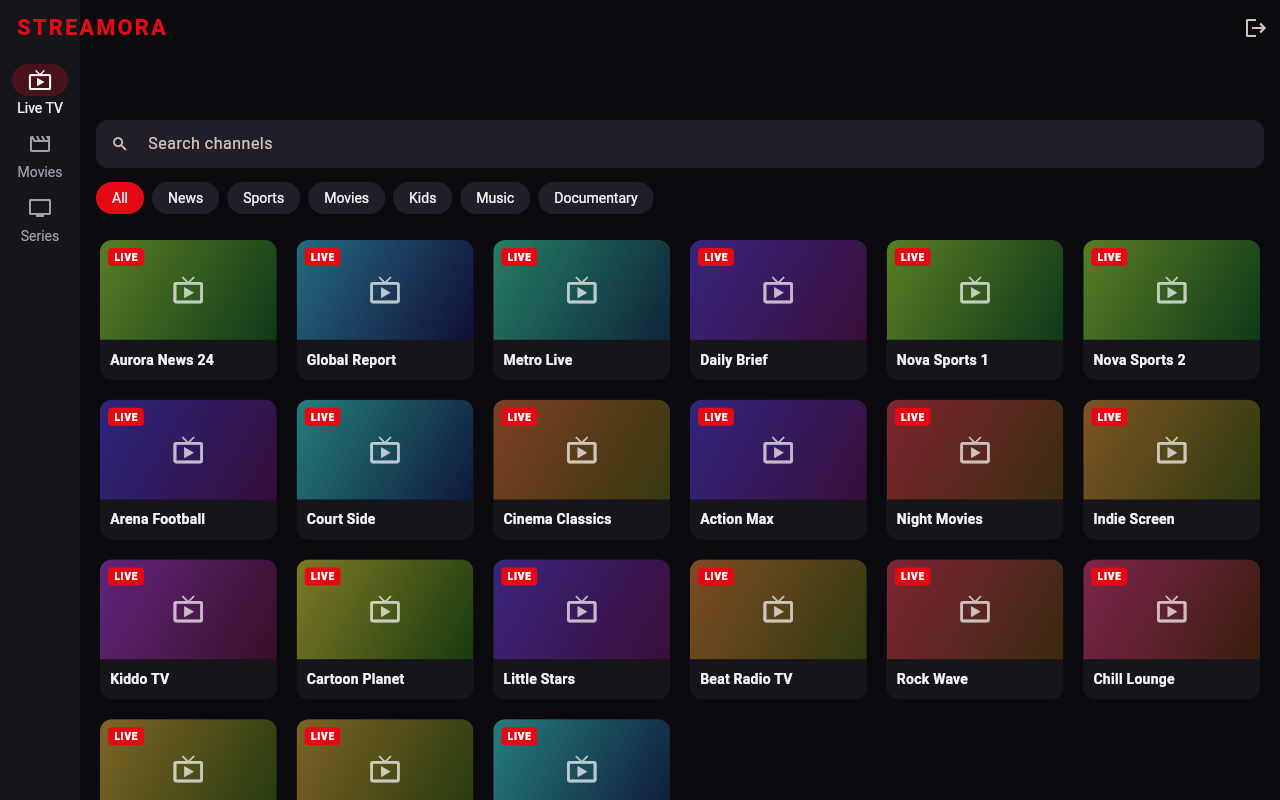 STREAMORA
Live TV
Movies
Series
Search channels
All News Sports Movies Kids Music Documentary
LIVE LIVE LIVE LIVE LIVE LIVE
Aurora News 24 Global Report Metro Live Daily Brief Nova Sports 1 Nova Sports 2
LIVE LIVE LIVE LIVE LIVE LIVE
Arena Football Court Side Cinema Classics Action Max Night Movies Indie Screen
LIVE LIVE LIVE LIVE LIVE LIVE
Kiddo TV Cartoon Planet Little Stars Beat Radio TV Rock Wave Chill Lounge
LIVE LIVE LIVE